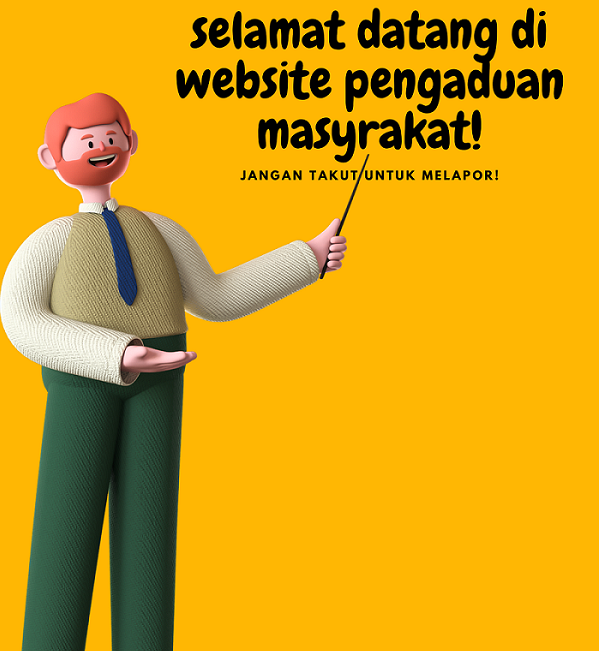 selamat datang di
website pengaduan
masyrakat!
JANGAN TAKUT UNTUK MELAPOR!